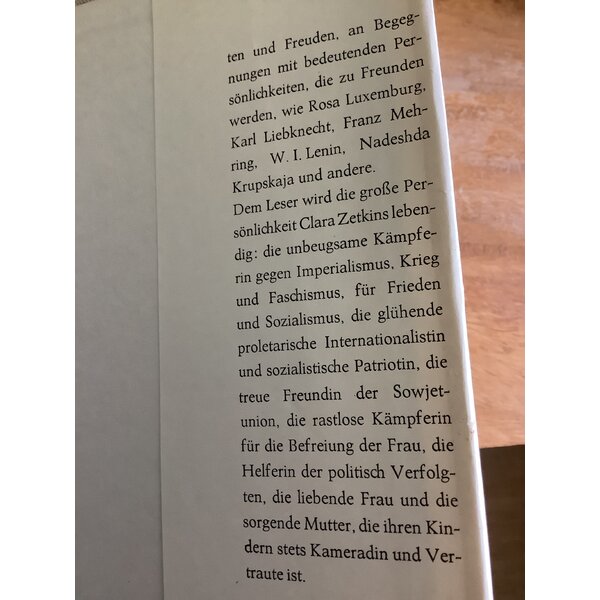 ten und Freuden, an Begeg-
nungen mit bedeutenden Per-
sönlichkeiten, die zu Freunden
werden, wie Rosa Luxemburg,
Karl Liebknecht, Franz Meh-
ring, W. I. Lenin, Nadeshda
Krupskaja und andere.
Dem Leser wird die große Per-
sönlichkeit Clara Zetkins leben-
dig: die unbeugsame Kämpfe-
rin gegen Imperialismus, Krieg
und Faschismus, für Frieden
und Sozialismus, die glühende
proletarische Internationalistin
und sozialistische Patriotin, die
treue Freundin der Sowjet-
union, die rastlose Kämpferin
für die Befreiung der Frau, die
Helferin der politisch Verfolg-
ten, die liebende Frau und die
sorgende Mutter, die ihren Kin-
dern stets Kameradin und Ver-
traute ist.